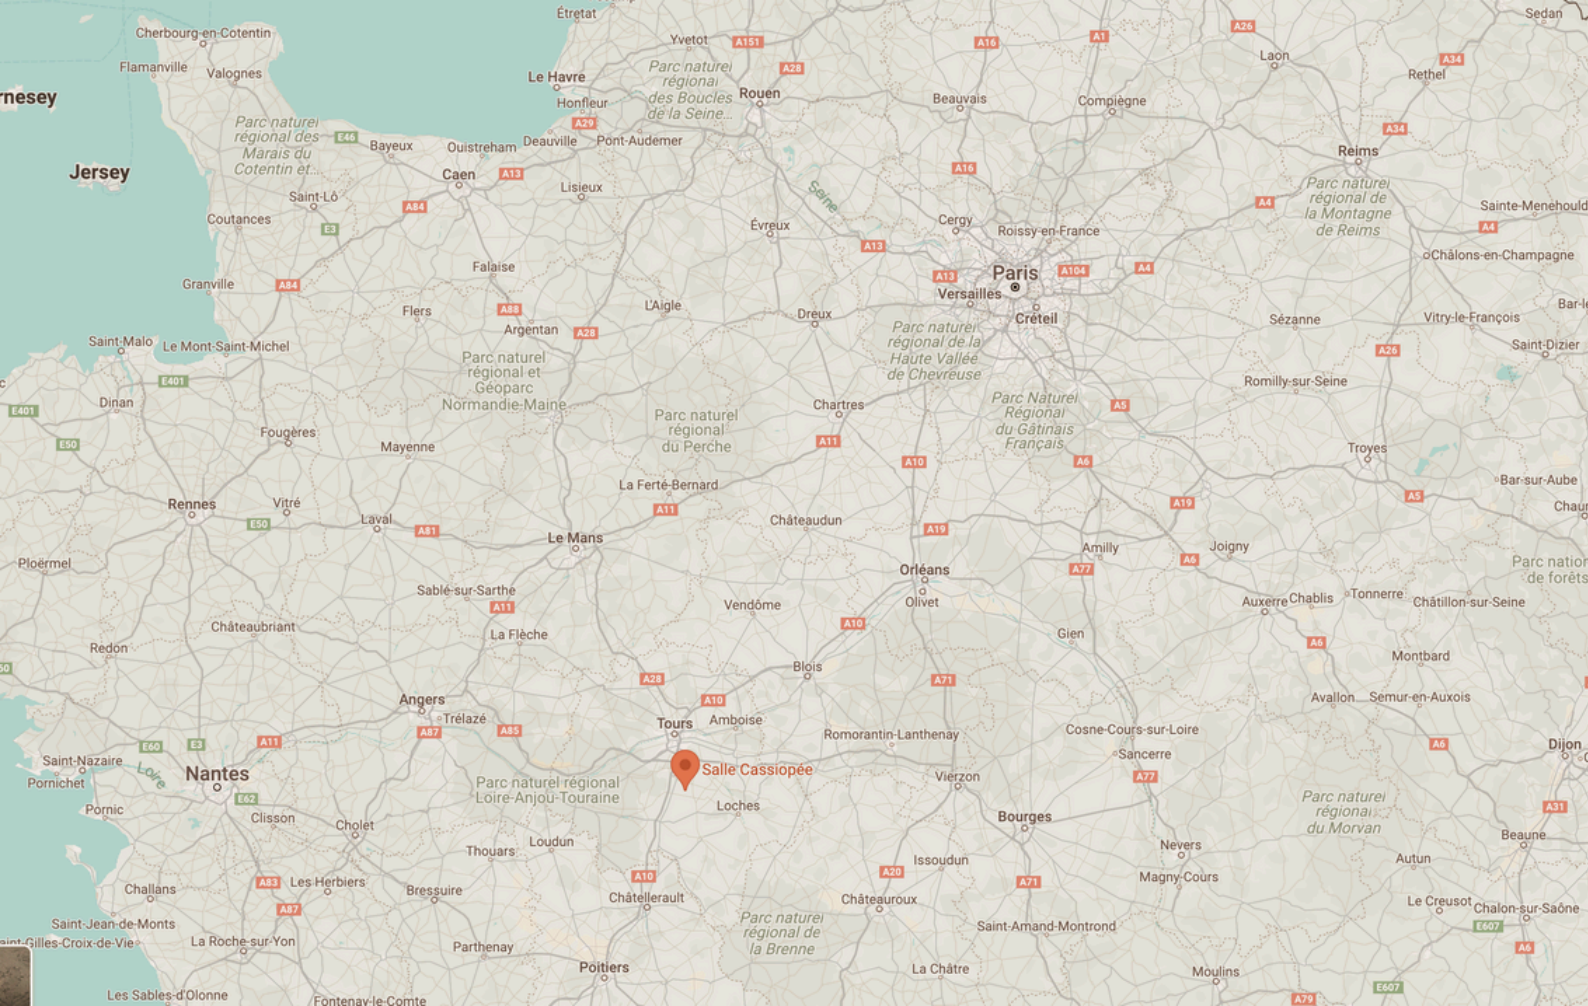 Étretat
Cherbourg-en-Cotentin
Yvetot
A151
A16
A1
A26
Sedan
Flamanville
Valognes
Le Havre
Parc naturel
régional
des Boucles
de la Seine...
A28
Laon
A34
Rethel
rnesey
Honfleur
Rouen
Beauvais
Compiègne
Parc naturel
régional des
Marais du
Cotentin et...
E46
A29
A34
Bayeux
Ouistreham
Deauville
Pont-Audemer
Reims
Jersey
Caen
A13
Lisieux
A16
Parc naturel
régional de
la Montagne
de Reims
Saint-Lô
A84
Seine
A4
Sainte-Menehould
Coutances
E3
Évreux
Cergy
Roissy-en-France
A4
A13
Châlons-en-Champagne
Falaise
Paris
A13
A104
A4
Granville
A84
Versailles
A88
L'Aigle
Dreux
Créteil
Flers
Argentan
A28
Sézanne
Vitry-le-François
Bar-le
Saint-Malo
Le Mont-Saint-Michel
Parc naturel
régional de la
Haute Vallée
de Chevreuse
A26
Saint-Dizier
Parc naturel
régional et
Géoparc
Normandie-Maine
E401
Romilly-sur-Seine
c
Dinan
E401
Chartres
Parc Naturel
Régional
du Gâtinais
Français
A5
Parc naturel
régional
du Perche
Fougères
E50
Mayenne
A11
A10
A6
Troyes
La Ferté-Bernard
Bar-sur-Aube
Rennes
Vitré
A11
A19
A5
Chaur
E50
Laval
A81
Châteaudun
A19
Le Mans
Amilly
Joigny
A6
Ploërmel
Orléans
A77
Parc nation
de forêts
Sablé-sur-Sarthe
Olivet
A11
Vendôme
Auxerre
Chablis
Tonnerre
Châtillon-sur-Seine
Châteaubriant
La Flèche
A10
Gien
A6
Redon
Blois
Montbard
60
A28
A71
Angers
A10
Avallon
Semur-en-Auxois
Trélazé
Tours
Amboise
A87
A85
Romorantin-Lanthenay
Cosne-Cours-sur-Loire
E60
E3
A11
Sancerre
A6
Dijon
Saint-Nazaire
Loire
Nantes
Salle Cassiopée
Vierzon
A77
Pornichet
Parc naturel régional
Loire-Anjou-Touraine
E62
Loches
Parc naturel
régional
du Morvan
A31
Pornic
Clisson
Cholet
Bourges
Beaune
Loudun
Thouars
Nevers
Issoudun
Autun
A83
Les Herbiers
A10
A20
A71
Magny-Cours
Challans
Bressuire
Châtellerault
Châteauroux
Le Creusot
Chalon-sur-Saône
A87
Saint-Jean-de-Monts
Parc naturel
régional de
la Brenne
Saint-Amand-Montrond
E607
aint-Gilles-Croix-de-Vie
La Roche-sur-Yon
Parthenay
A6
Poitiers
La Châtre
Moulins
Les Sables-d'Olonne
Fontenay-le-Comte
A79
E607